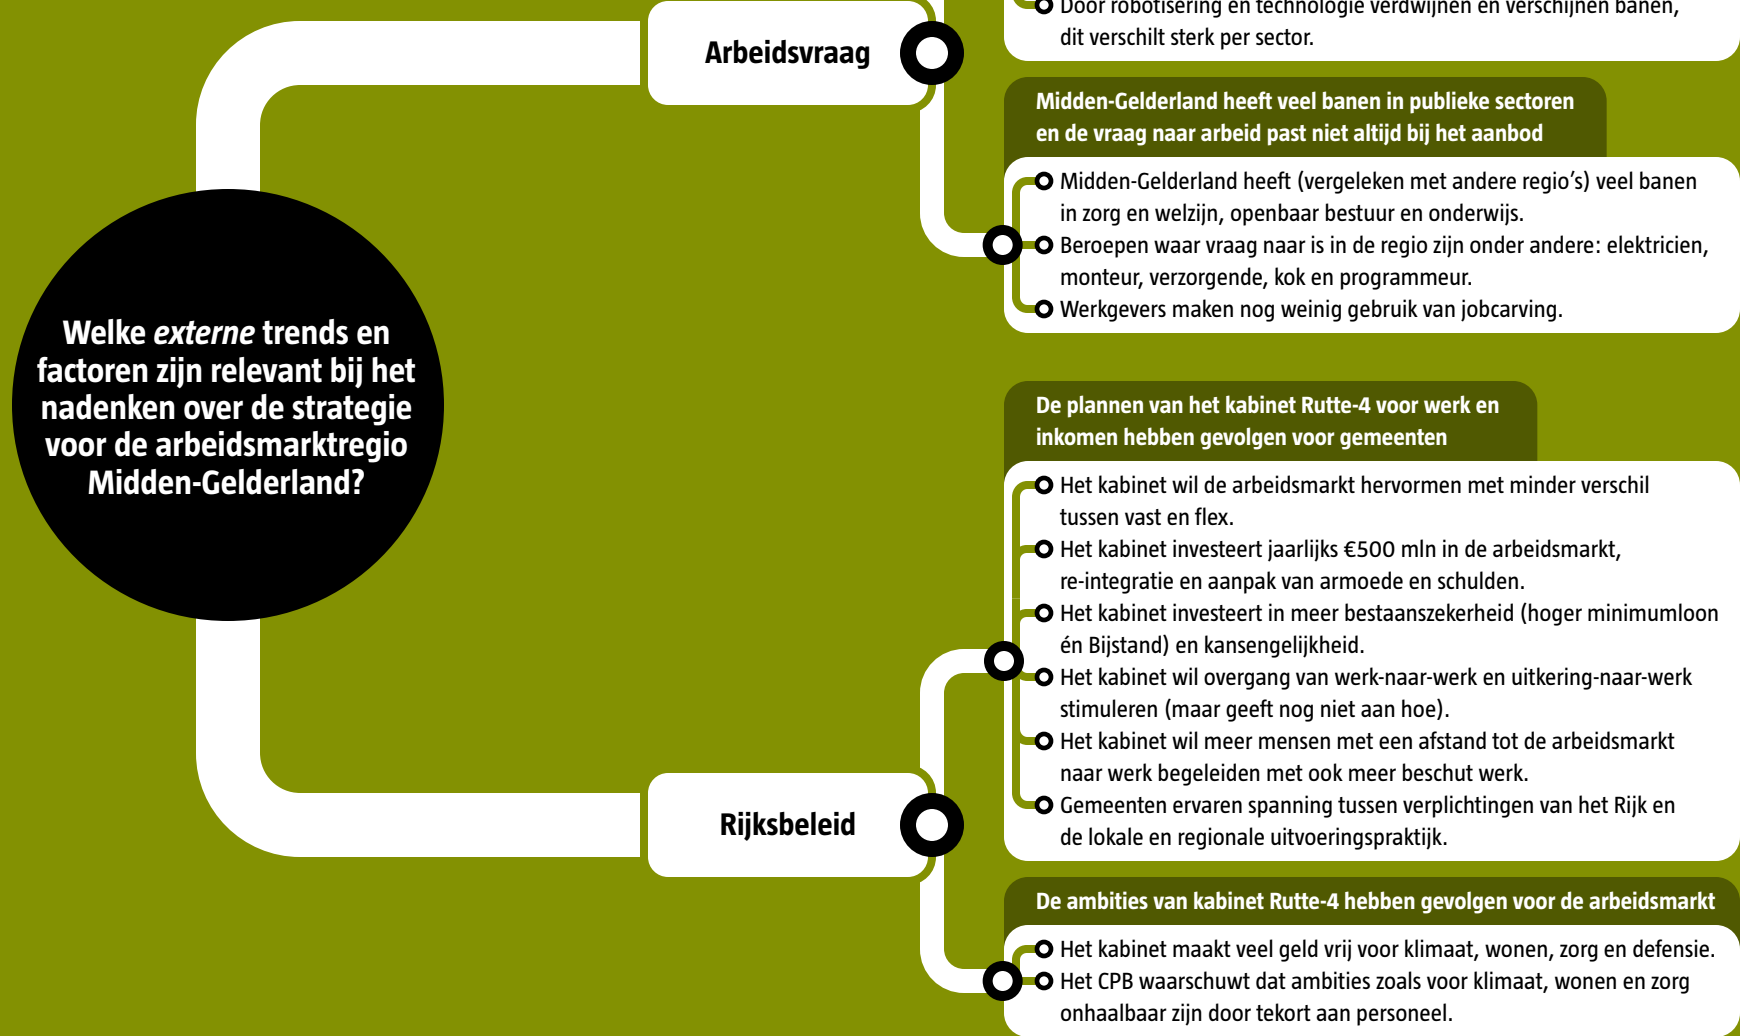 Door robotisering en technologie verdwijnen en verschijnen banen,
dit verschilt sterk per sector.
Arbeidsvraag
Midden-Gelderland heeft veel banen in publieke sectoren
en de vraag naar arbeid past niet altijd bij het aanbod
Midden-Gelderland heeft (vergeleken met andere regio’s) veel banen
in zorg en welzijn, openbaar bestuur en onderwijs.
Beroepen waar vraag naar is in de regio zijn onder andere: elektricien,
monteur, verzorgende, kok en programmeur.
Werkgevers maken nog weinig gebruik van jobcarving.
Welke externe trends en
factoren zijn relevant bij het
nadenken over de strategie
voor de arbeidsmarktregio
Midden-Gelderland?
De plannen van het kabinet Rutte-4 voor werk en
inkomen hebben gevolgen voor gemeenten
Het kabinet wil de arbeidsmarkt hervormen met minder verschil
tussen vast en flex.
Het kabinet investeert jaarlijks €500 mln in de arbeidsmarkt,
re-integratie en aanpak van armoede en schulden.
Het kabinet investeert in meer bestaanszekerheid (hoger minimumloon
én Bijstand) en kansengelijkheid.
Het kabinet wil overgang van werk-naar-werk en uitkering-naar-werk
stimuleren (maar geeft nog niet aan hoe).
Het kabinet wil meer mensen met een afstand tot de arbeidsmarkt
naar werk begeleiden met ook meer beschut werk.
Gemeenten ervaren spanning tussen verplichtingen van het Rijk en
de lokale en regionale uitvoeringspraktijk.
Rijksbeleid
De ambities van kabinet Rutte-4 hebben gevolgen voor de arbeidsmarkt
Het kabinet maakt veel geld vrij voor klimaat, wonen, zorg en defensie.
Het CPB waarschuwt dat ambities zoals voor klimaat, wonen en zorg
onhaalbaar zijn door tekort aan personeel.